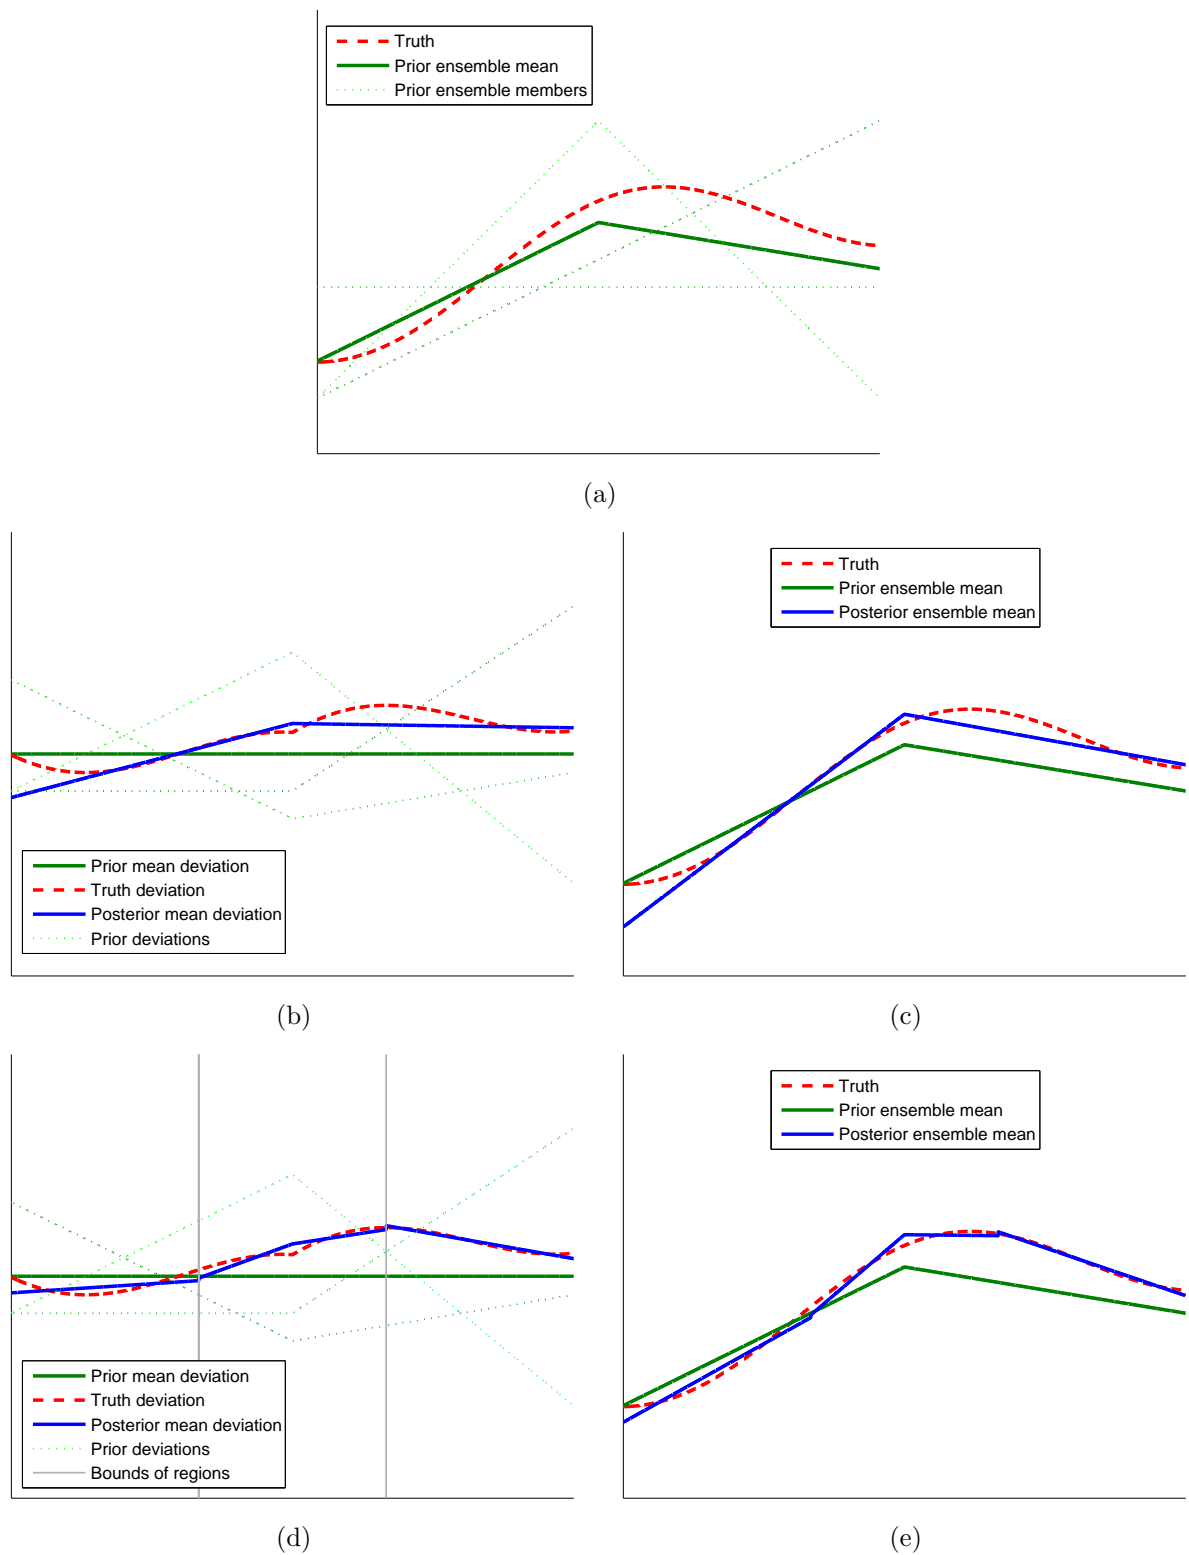 Truth
Prior ensemble mean
Prior ensemble members
(a)
Prior mean deviation
Truth deviation
Posterior mean deviation
Prior deviations
(b)
Truth
Prior ensemble mean
Posterior ensemble mean
(c)
Prior mean deviation
Truth deviation
Posterior mean deviation
Prior deviations
Bounds of regions
(d)
Truth
Prior ensemble mean
Posterior ensemble mean
(e)